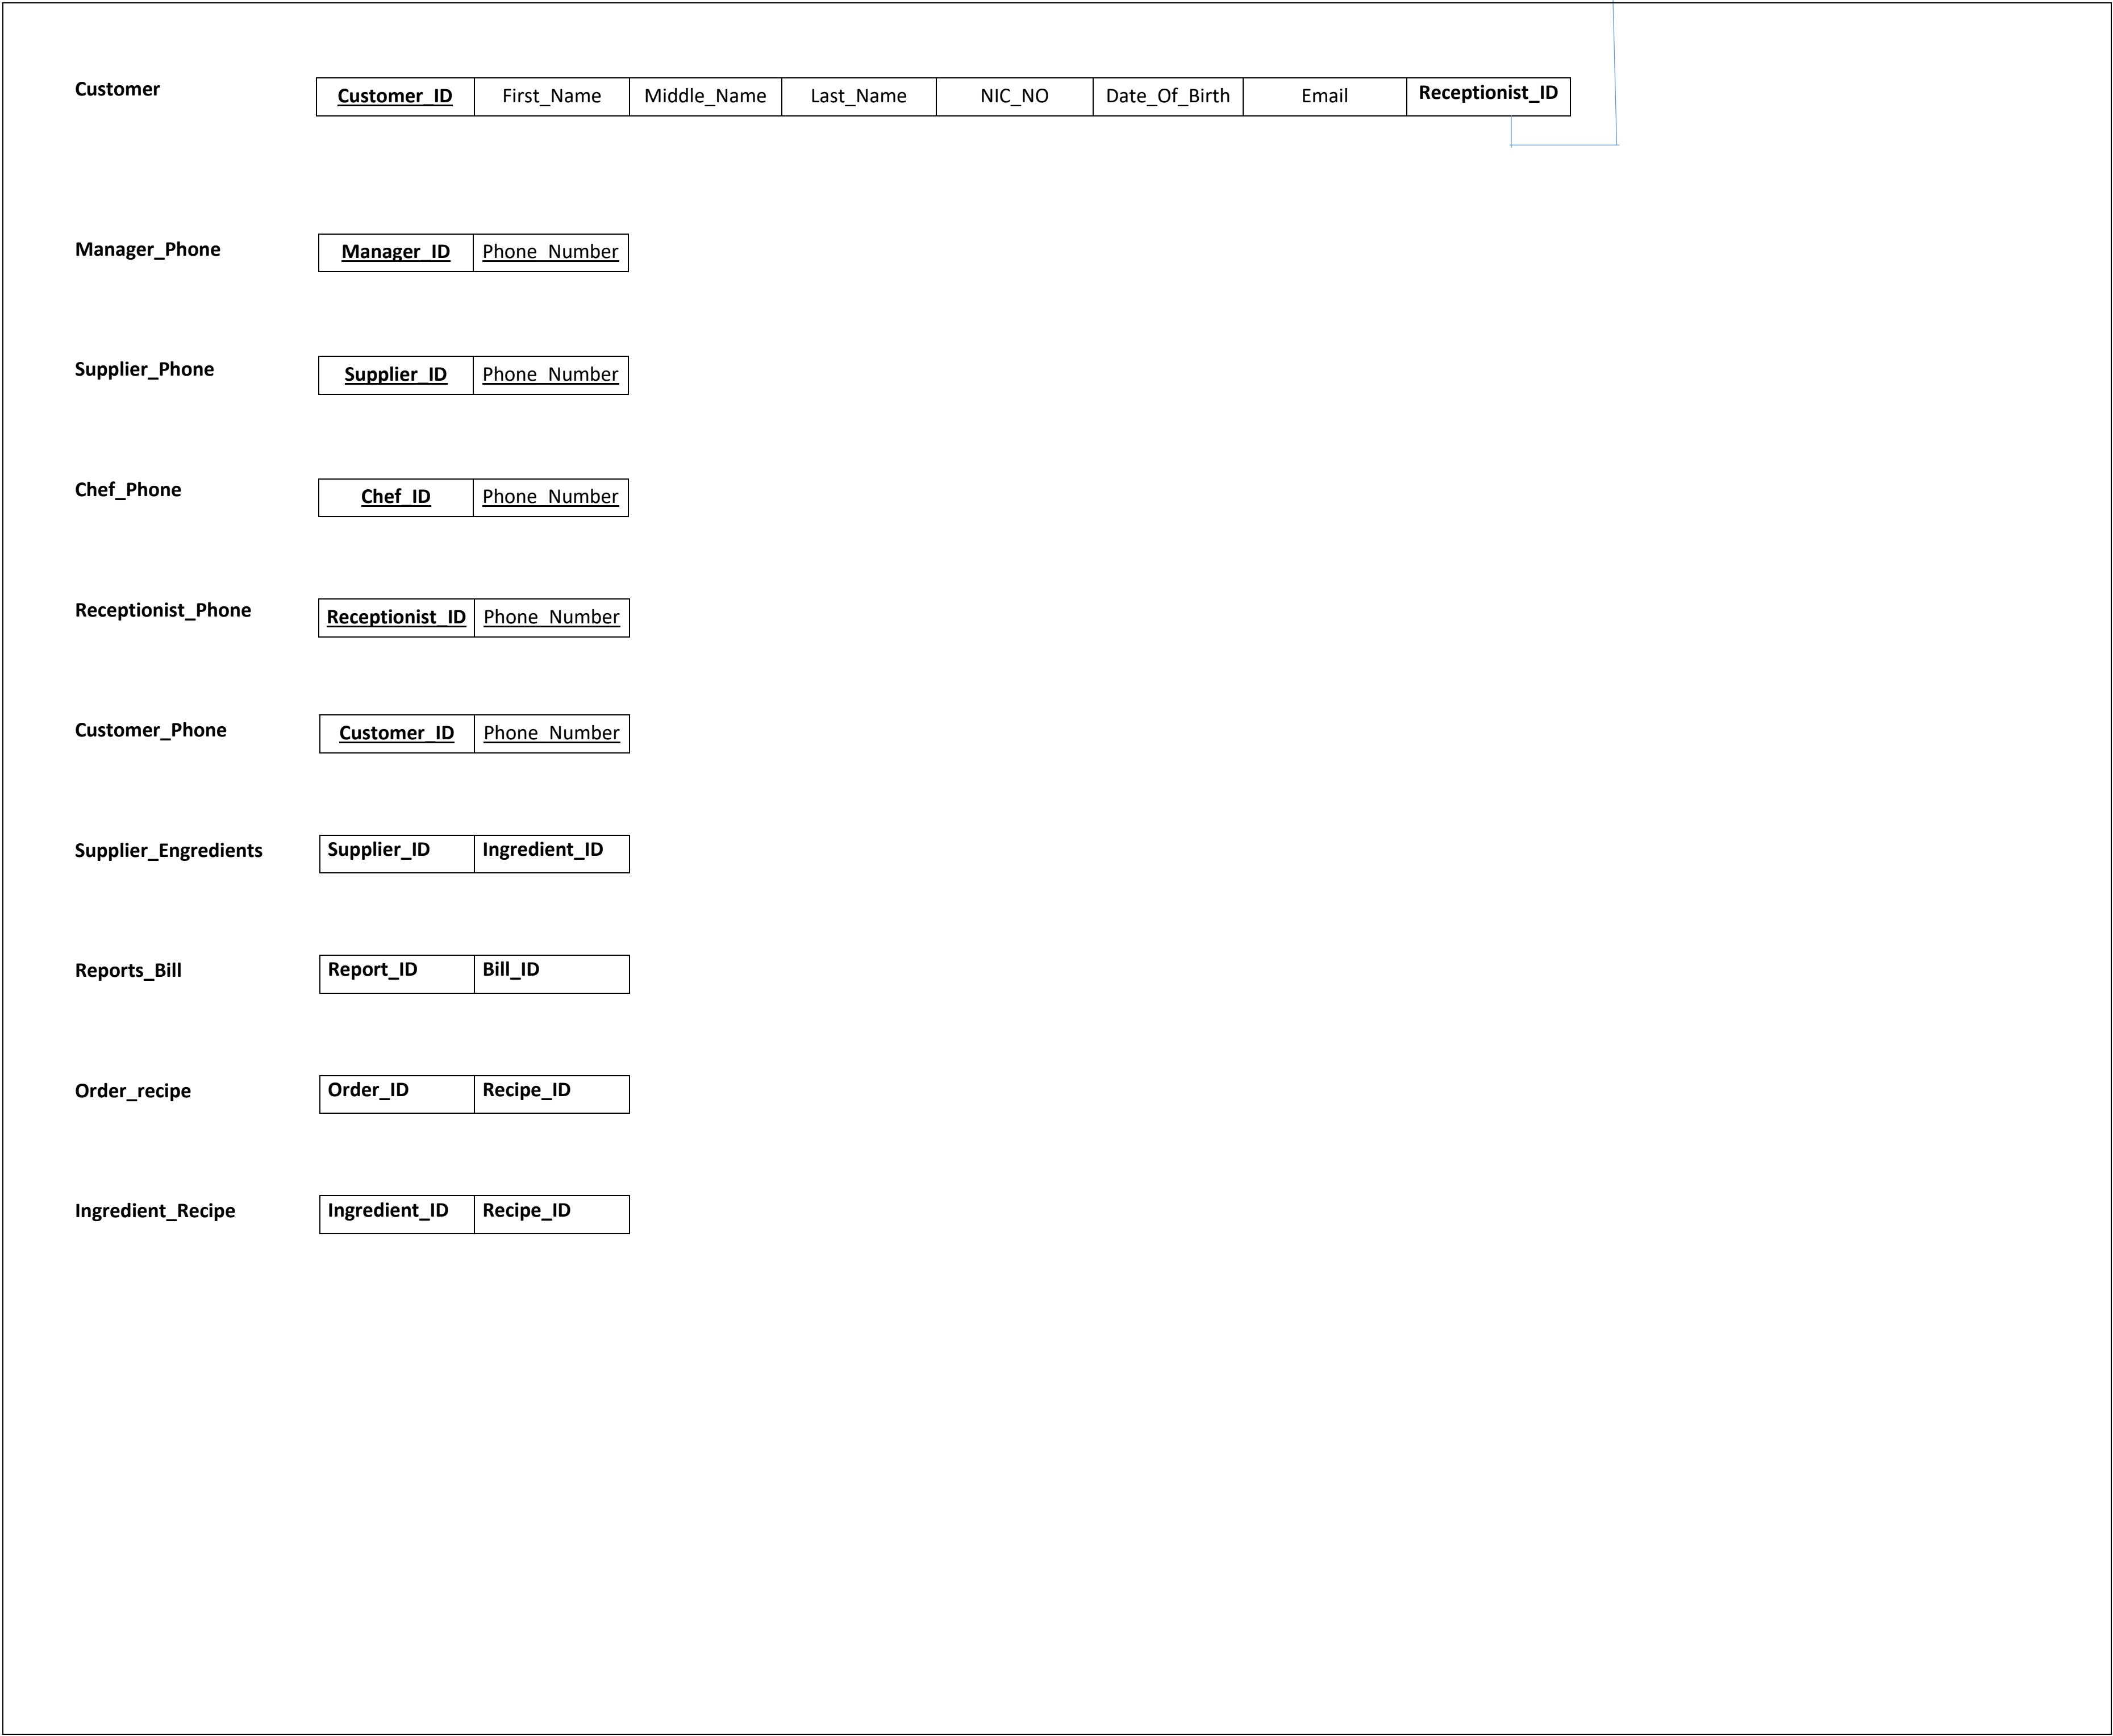 Customer Customer_ID First_Name Middle_Name Last_Name NIC_NO Date_Of_Birth Email Receptionist_ID
Manager_Phone Manager_ID Phone_Number
Supplier_Phone Supplier_ID Phone_Number
Chef_Phone Chef_ID Phone_Number
Receptionist_Phone Receptionist_ID Phone_Number
Customer_Phone Customer_ID Phone_Number
Supplier_Engredients Supplier_ID Ingredient_ID
Reports_Bill Report_ID Bill_ID
Order_recipe Order_ID Recipe_ID
Ingredient_Recipe Ingredient_ID Recipe_ID